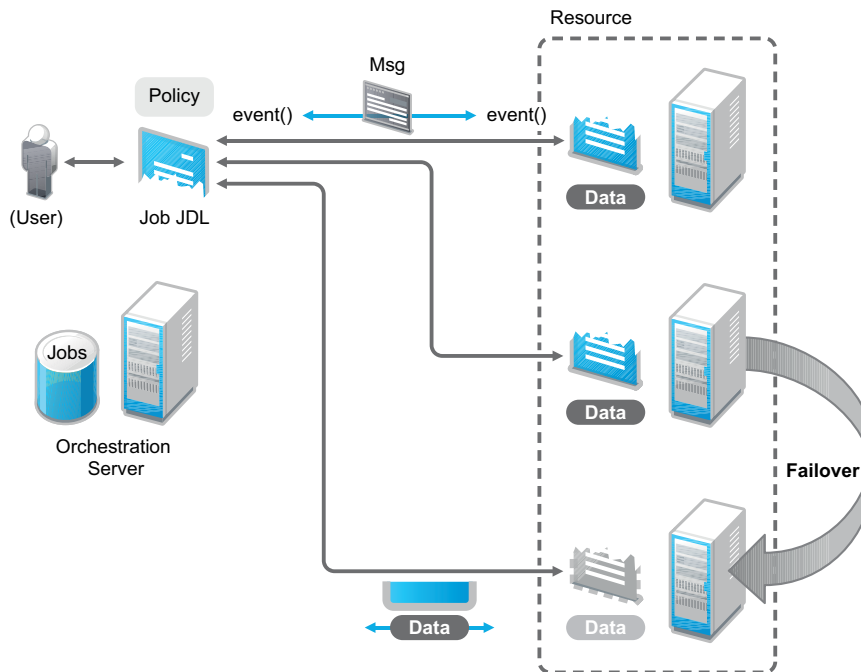 Resource
Msg
Policy
event()
event()
Data
(User)
Job JDL
Jobs
Data
Orchestration
Server
Failover
Data
Data